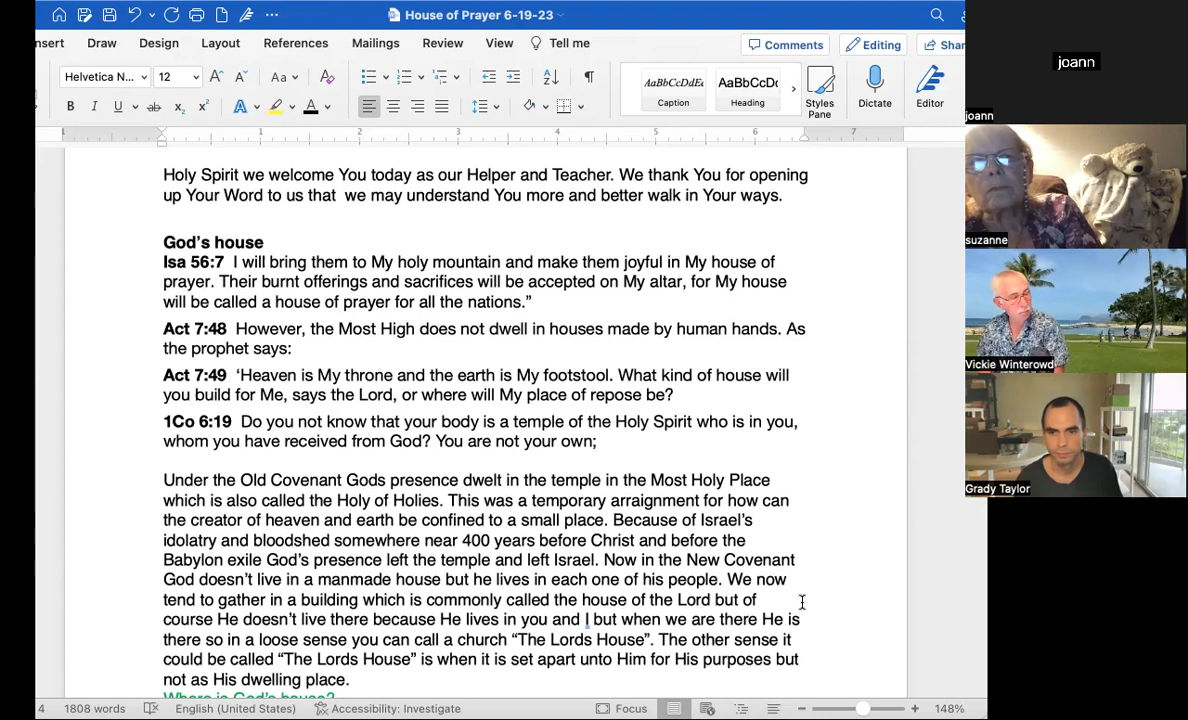 House of Prayer 6-19-23
nsert Draw Design Layout References Mailings Review View Tell me
Comments Editing Shar
Helvetica N... 12 Aa
AaBbCcDdEe AaBbCcDc
Caption Heading
Styles Pane
Dictate
Editor
1 1 2 3 4 5 6 7
Holy Spirit we welcome You today as our Helper and Teacher. We thank You for opening
up Your Word to us that we may understand You more and better walk in Your ways.
God's house
Isa 56:7 I will bring them to My holy mountain and make them joyful in My house of
prayer. Their burnt offerings and sacrifices will be accepted on My altar, for My house
will be called a house of prayer for all the nations."
Act 7:48 However, the Most High does not dwell in houses made by human hands. As
the prophet says:
Act 7:49 'Heaven is My throne and the earth is My footstool. What kind of house will
you build for Me, says the Lord, or where will My place of repose be?
1Co 6:19 Do you not know that your body is a temple of the Holy Spirit who is in you,
whom you have received from God? You are not your own;
Under the Old Covenant Gods presence dwelt in the temple in the Most Holy Place
which is also called the Holy of Holies. This was a temporary arraignment for how can
the creator of heaven and earth be confined to a small place. Because of Israel's
idolatry and bloodshed somewhere near 400 years before Christ and before the
Babylon exile God's presence left the temple and left Israel. Now in the New Covenant
God doesn't live in a manmade house but he lives in each one of his people. We now
tend to gather in a building which is commonly called the house of the Lord but of
course He doesn't live there because He lives in you and I but when we are there He is
there so in a loose sense you can call a church "The Lords House". The other sense it
could be called "The Lords House" is when it is set apart unto Him for His purposes but
not as His dwelling place.
Where is God's house?
4 1808 words English (United States) Accessibility: Investigate Focus 148%
joann
joann
suzanne
Vickie Winterowd
Grady Taylor